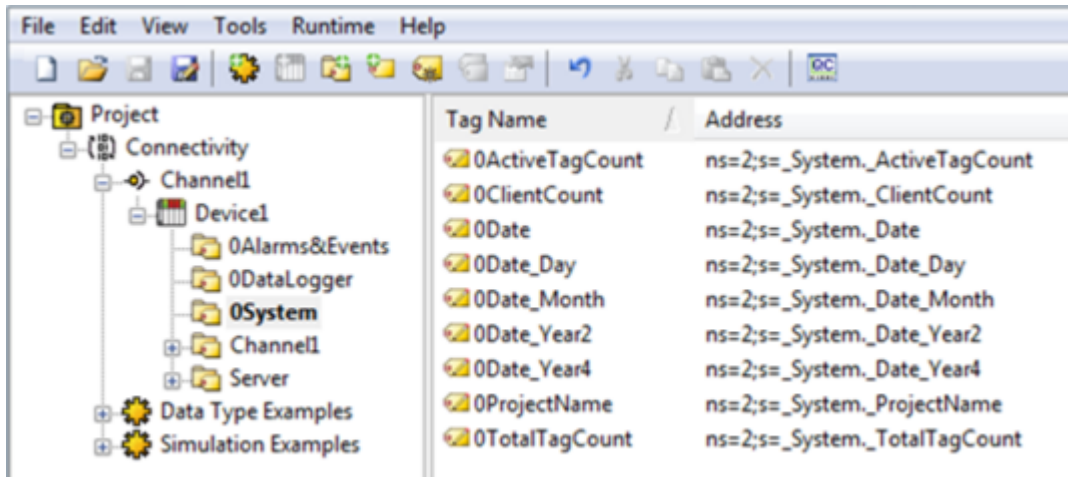 File Edit View Tools Runtime Help
Project
Connectivity
Channel1
Device1
0Alarms&Events
0DataLogger
0System
Channel1
Server
Data Type Examples
Simulation Examples
Tag Name Address
0ActiveTagCount ns=2;s=_System._ActiveTagCount
0ClientCount ns=2;s=_System._ClientCount
0Date ns=2;s=_System._Date
0Date_Day ns=2;s=_System._Date_Day
0Date_Month ns=2;s=_System._Date_Month
0Date_Year2 ns=2;s=_System._Date_Year2
0Date_Year4 ns=2;s=_System._Date_Year4
0ProjectName ns=2;s=_System._ProjectName
0TotalTagCount ns=2;s=_System._TotalTagCount